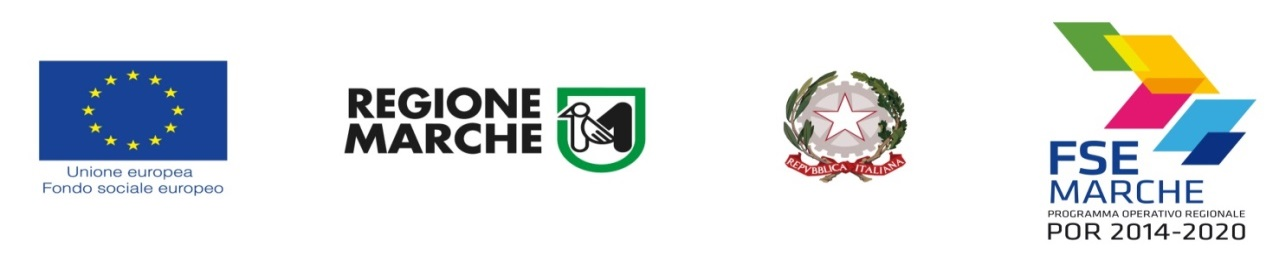 Unione europea
Fondo sociale europeo
REGIONE
MARCHE
REPVBBLICA ITALIANA
FSE
MARCHE
PROGRAMMA OPERATIVO REGIONALE
POR 2014-2020